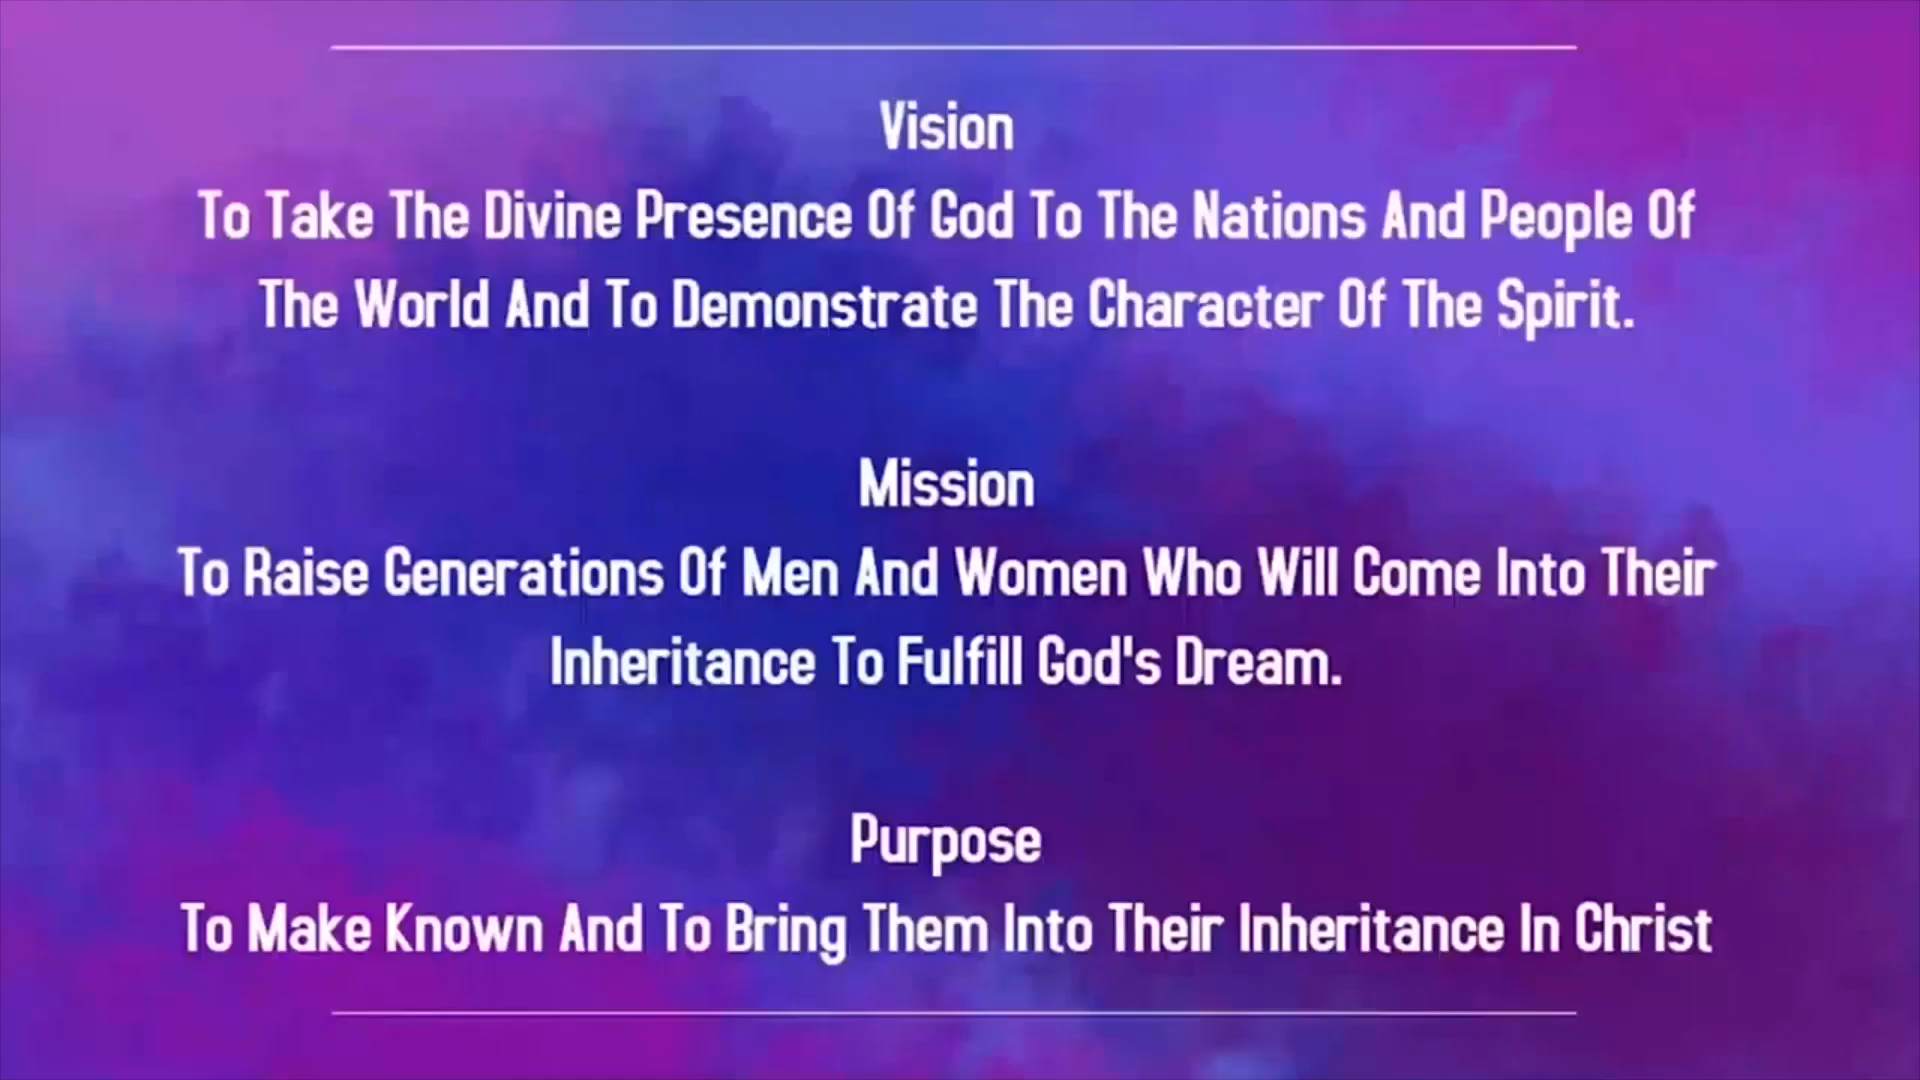 Vision
To Take The Divine Presence Of God To The Nations And People Of
The World And To Demonstrate The Character Of The Spirit.
Mission
To Raise Generations Of Men And Women Who Will Come Into Their
Inheritance To Fulfill God's Dream.
Purpose
To Make Known And To Bring Them Into Their Inheritance In Christ